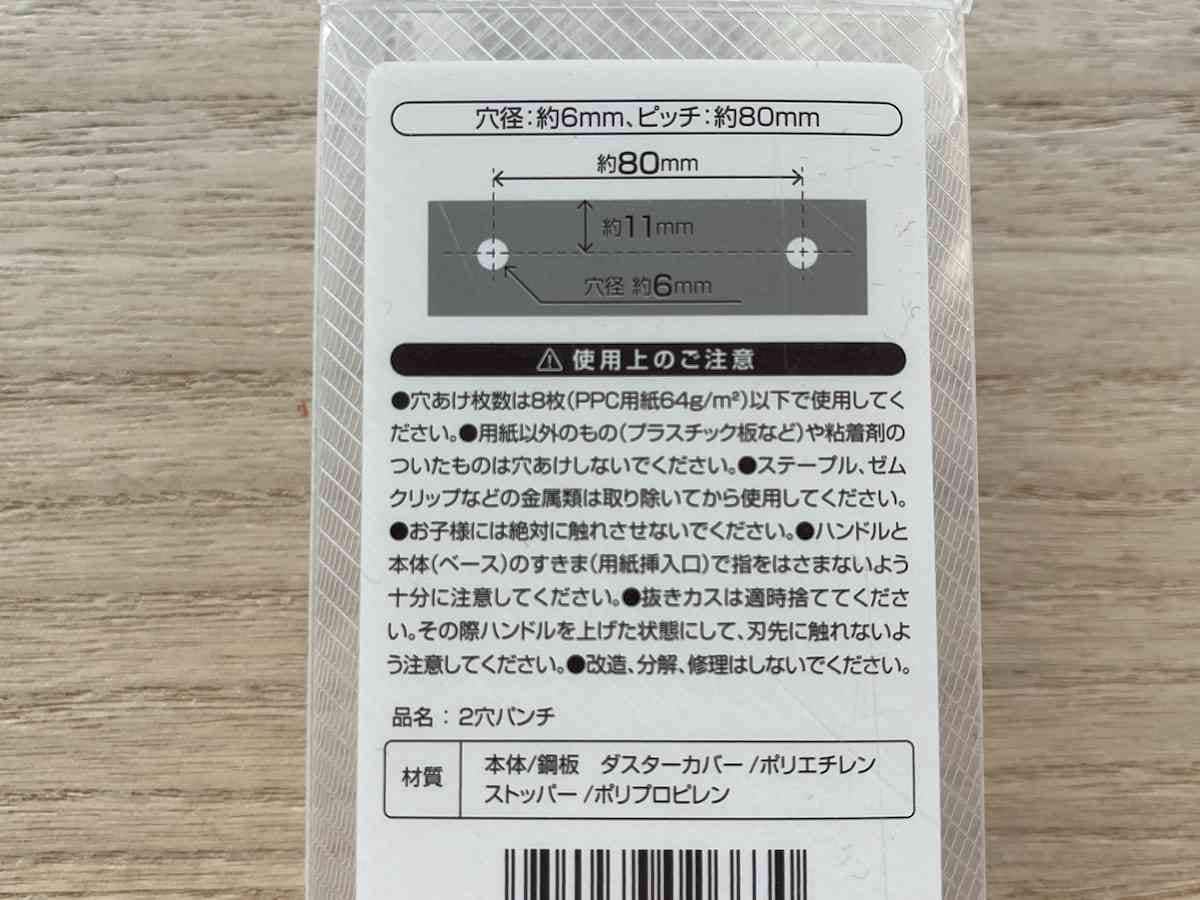 穴径：約6mm、ピッチ：約80mm
約80mm
約11mm
穴径 約6mm
⚠ 使用上のご注意
●穴あけ枚数は8枚(PPC用紙64g/m²)以下で使用してく
ださい。●用紙以外のもの(プラスチック板など)や粘着剤の
ついたものは穴あけしないでください。●ステープル、ゼム
クリップなどの金属類は取り除いてから使用してください。
●お子様には絶対に触れさせないでください。●ハンドルと
本体(ベース)のすきま(用紙挿入口)で指をはさまないよう
十分に注意してください。●抜きカスは適時捨ててくださ
い。その際ハンドルを上げた状態にして、刃先に触れないよ
う注意してください。●改造、分解、修理はしないでください。
品名：2穴パンチ
材質
本体/鋼板 ダスターカバー/ポリエチレン
ストッパー/ポリプロピレン